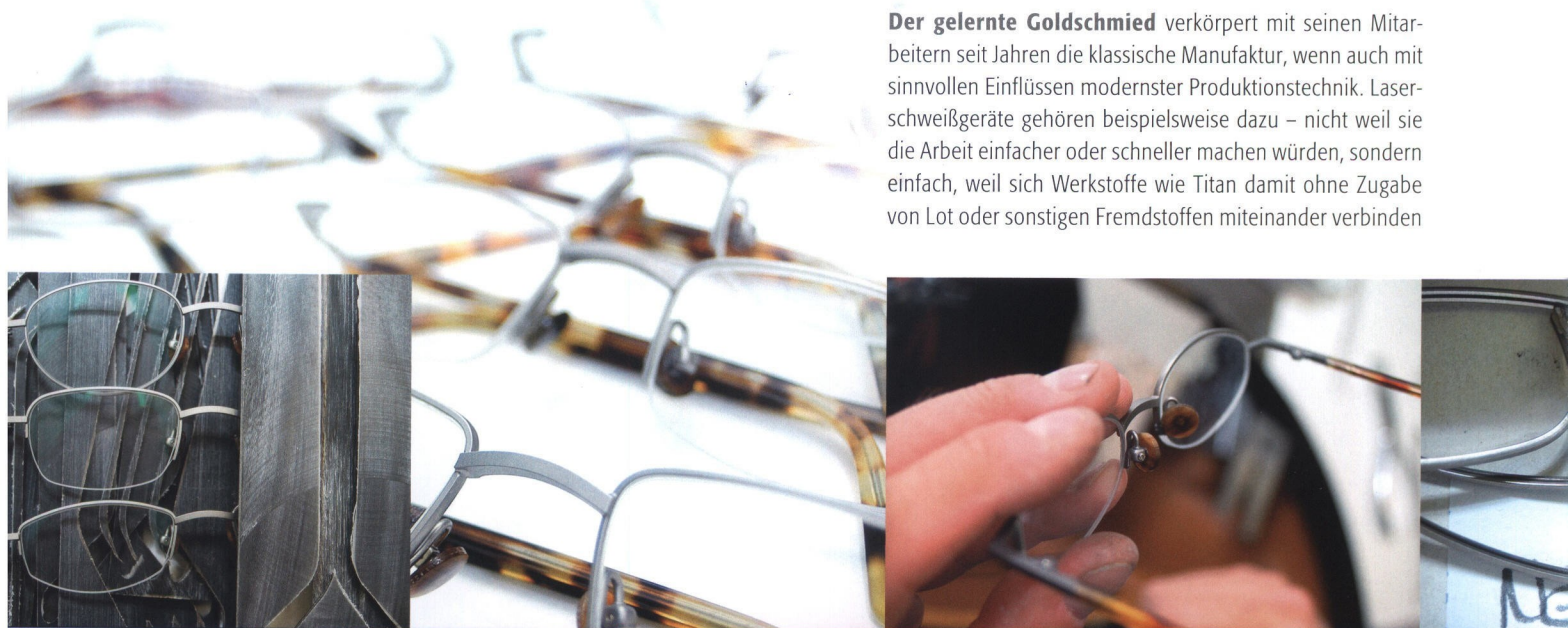 Der gelernte Goldschmied verkörpert mit seinen Mitar-
beitern seit Jahren die klassische Manufaktur, wenn auch mit
sinnvollen Einflüssen modernster Produktionstechnik. Laser-
schweißgeräte gehören beispielsweise dazu – nicht weil sie
die Arbeit einfacher oder schneller machen würden, sondern
einfach, weil sich Werkstoffe wie Titan damit ohne Zugabe
von Lot oder sonstigen Fremdstoffen miteinander verbinden